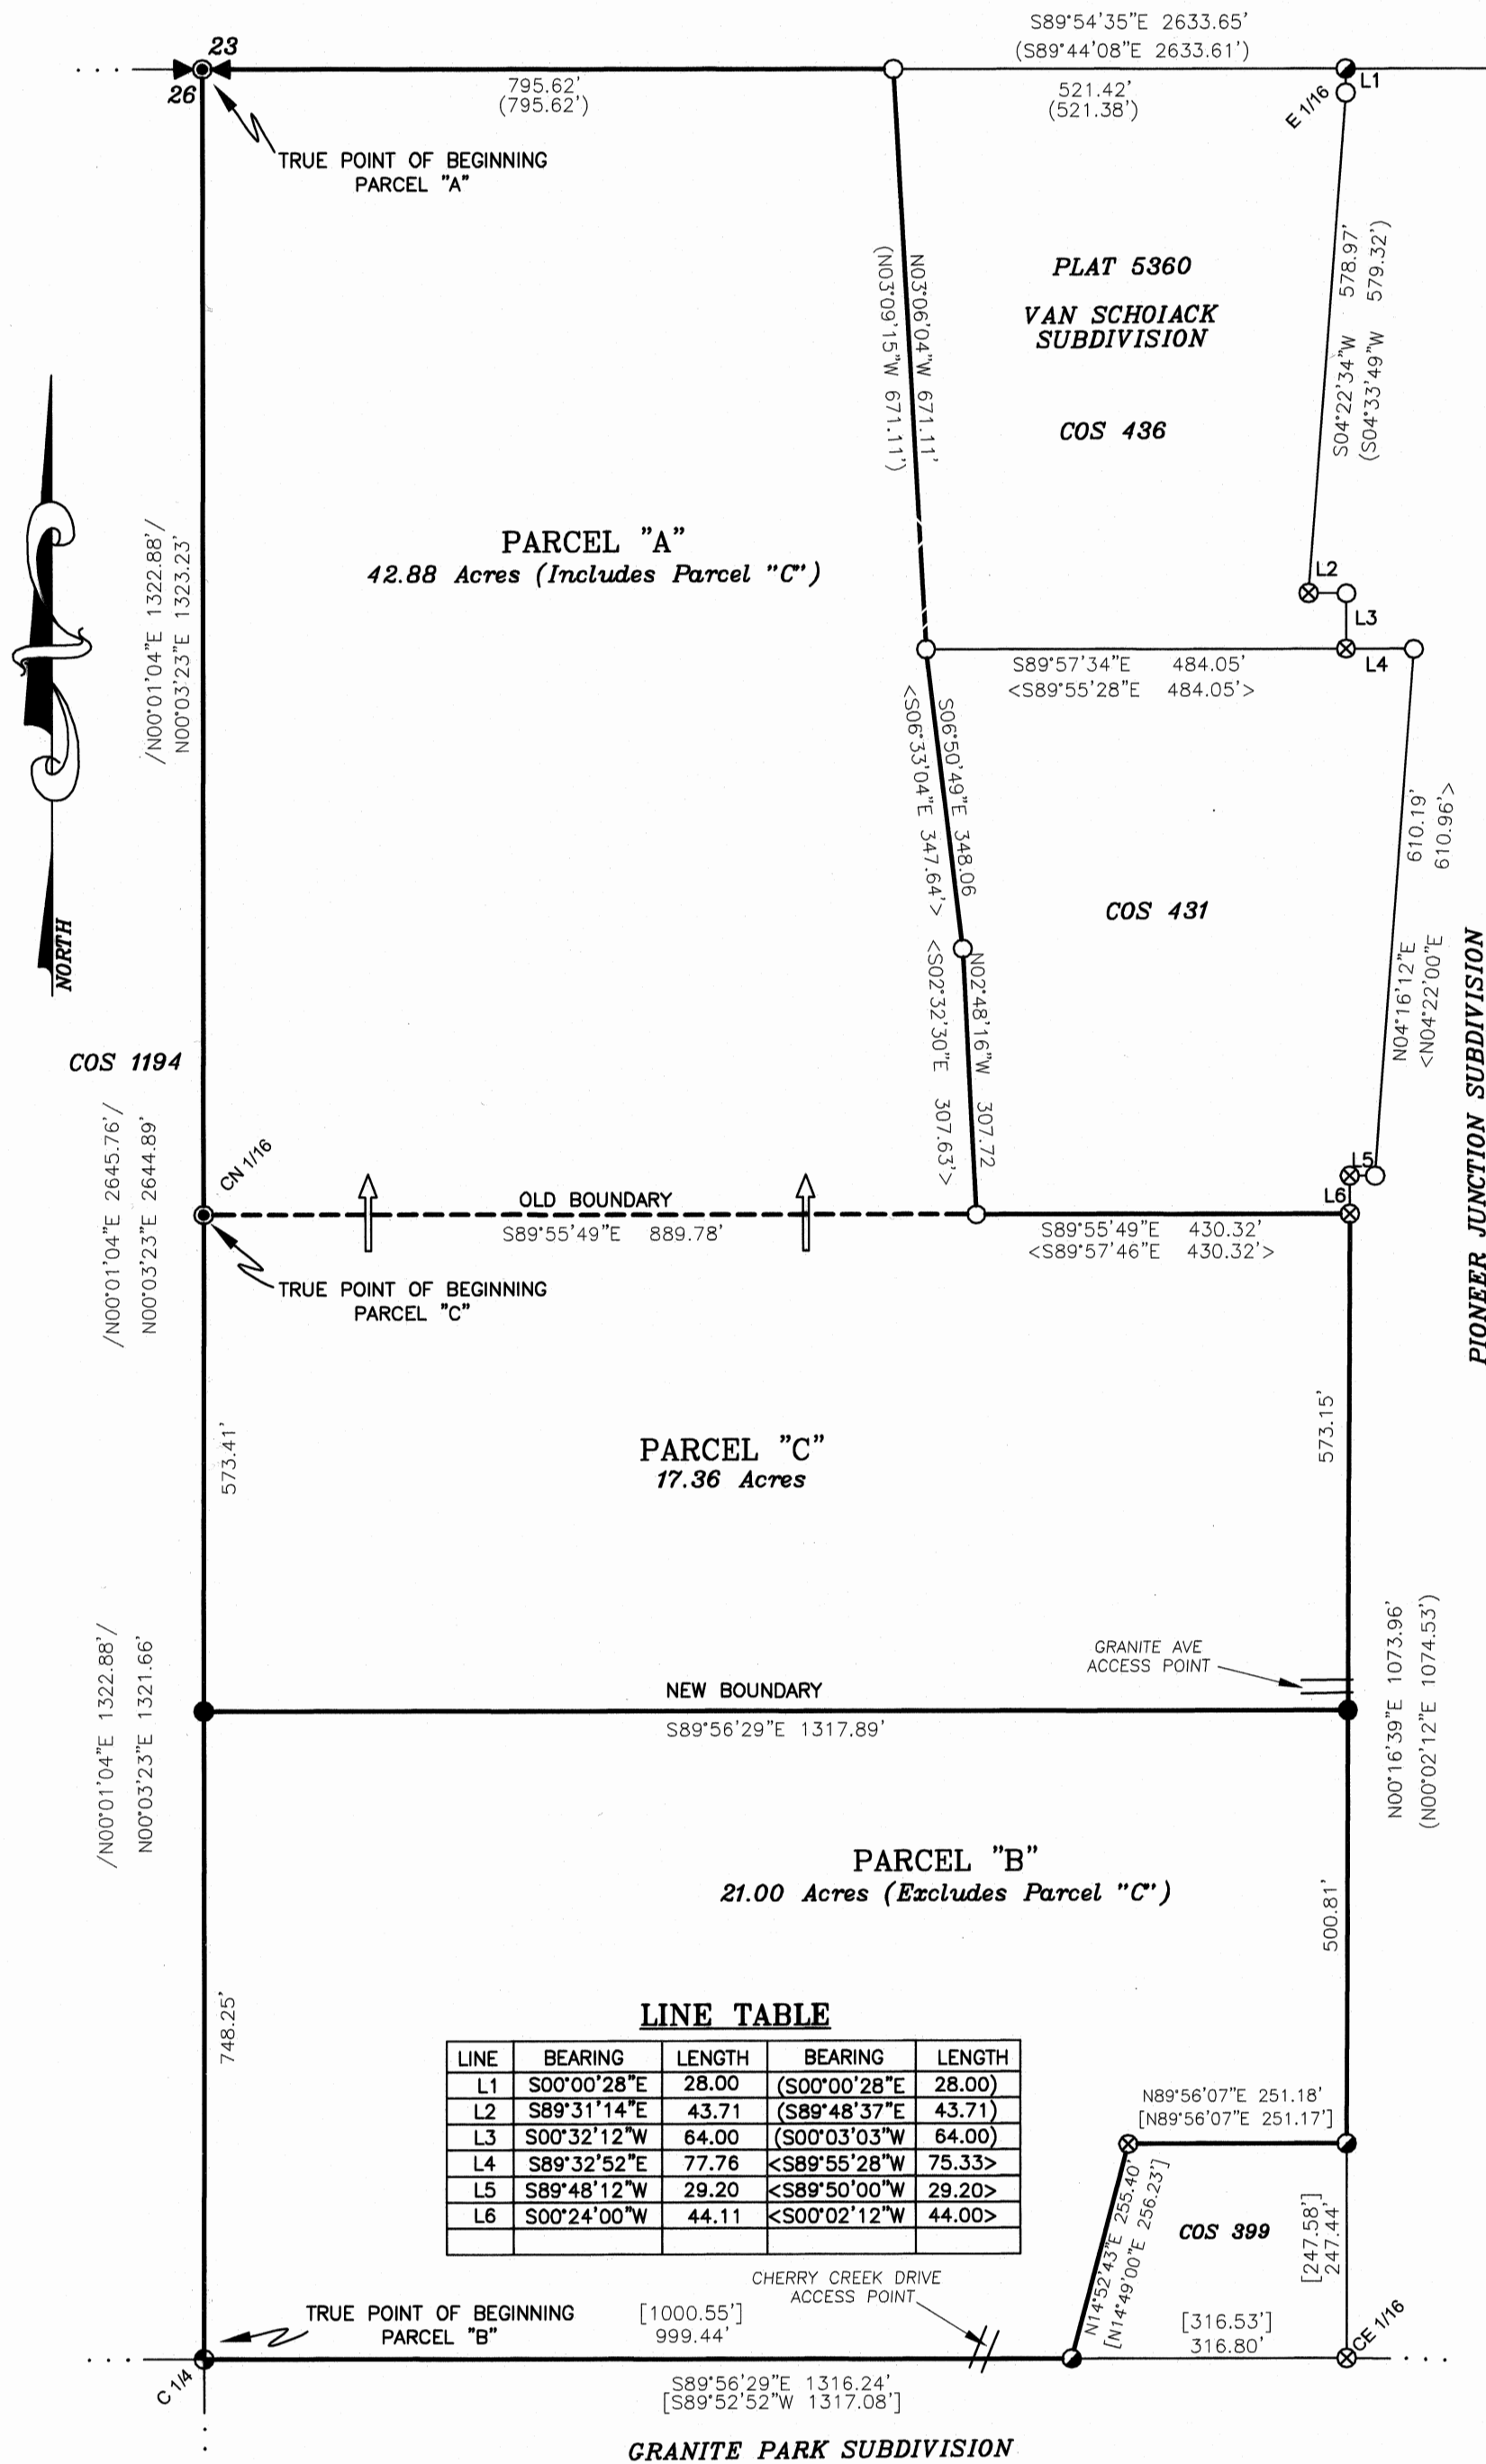 S89°54'35"E 2633.65'
(S89°44'08"E 2633.61')
23
26
795.62'
(795.62')
521.42'
(521.38')
L1
E 1/16
TRUE POINT OF BEGINNING
PARCEL "A"
N03°06'04"W 671.11'
(N03°09'15"W 671.11')
PLAT 5360
VAN SCHOIACK
SUBDIVISION
COS 436
S04°22'34"W 578.97'
(S04°33'49"W 579.32')
PARCEL "A"
42.88 Acres (Includes Parcel "C")
/N00°01'04"E 1322.88'/
N00°03'23"E 1323.23'
L2
L3
L4
S89°57'34"E 484.05'
<S89°55'28"E 484.05'>
S06°50'49"E 348.06
<S06°33'04"E 347.64'>
COS 431
610.19'
610.96'>
N04°16'12"E
<N04°22'00"E
NORTH
PIONEER JUNCTION SUBDIVISION
N02°48'16"W 307.72
<S02°32'30"E 307.63'>
COS 1194
/N00°01'04"E 2645.76'/
N00°03'23"E 2644.89'
CN 1/16
L5
L6
OLD BOUNDARY
S89°55'49"E 889.78'
S89°55'49"E 430.32'
<S89°57'46"E 430.32'>
TRUE POINT OF BEGINNING
PARCEL "C"
573.41'
573.15'
PARCEL "C"
17.36 Acres
/N00°01'04"E 1322.88'/
N00°03'23"E 1321.66'
GRANITE AVE
ACCESS POINT
N00°16'39"E 1073.96'
(N00°02'12"E 1074.53')
NEW BOUNDARY
S89°56'29"E 1317.89'
PARCEL "B"
21.00 Acres (Excludes Parcel "C")
500.81'
748.25'
LINE TABLE
LINE BEARING LENGTH BEARING LENGTH
L1 S00°00'28"E 28.00 (S00°00'28"E 28.00)
L2 S89°31'14"E 43.71 (S89°48'37"E 43.71)
L3 S00°32'12"W 64.00 (S00°03'03"W 64.00)
L4 S89°32'52"E 77.76 <S89°55'28"W 75.33>
L5 S89°48'12"W 29.20 <S89°50'00"W 29.20>
L6 S00°24'00"W 44.11 <S00°02'12"W 44.00>
N89°56'07"E 251.18'
[N89°56'07"E 251.17']
N14°52'43"E 255.40'
[N14°49'00"E 256.23']
COS 399
[247.58']
247.44'
CHERRY CREEK DRIVE
ACCESS POINT
TRUE POINT OF BEGINNING
PARCEL "B"
[1000.55']
999.44'
[316.53']
316.80'
CE 1/16
C 1/4
S89°56'29"E 1316.24'
[S89°52'52"W 1317.08']
GRANITE PARK SUBDIVISION